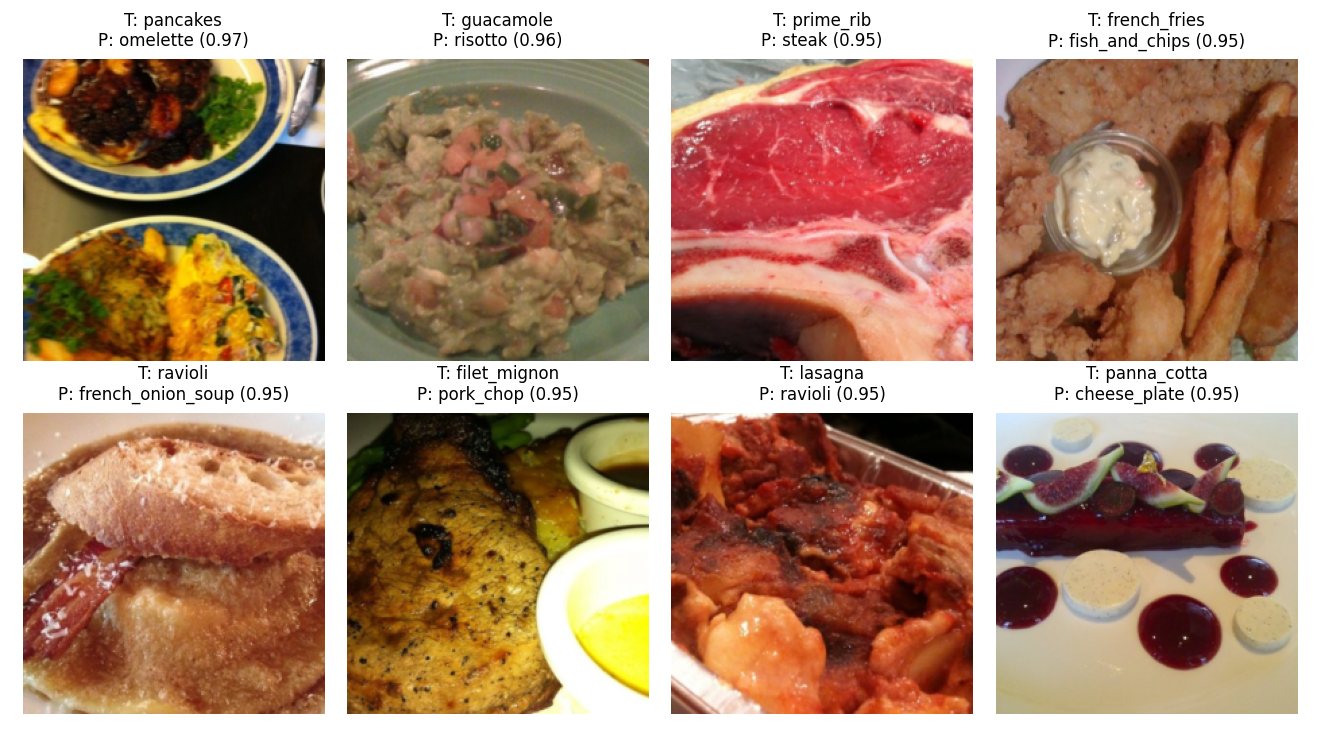 T: pancakes
P: omelette (0.97)
T: guacamole
P: risotto (0.96)
T: prime_rib
P: steak (0.95)
T: french_fries
P: fish_and_chips (0.95)
T: ravioli
P: french_onion_soup (0.95)
T: filet_mignon
P: pork_chop (0.95)
T: lasagna
P: ravioli (0.95)
T: panna_cotta
P: cheese_plate (0.95)